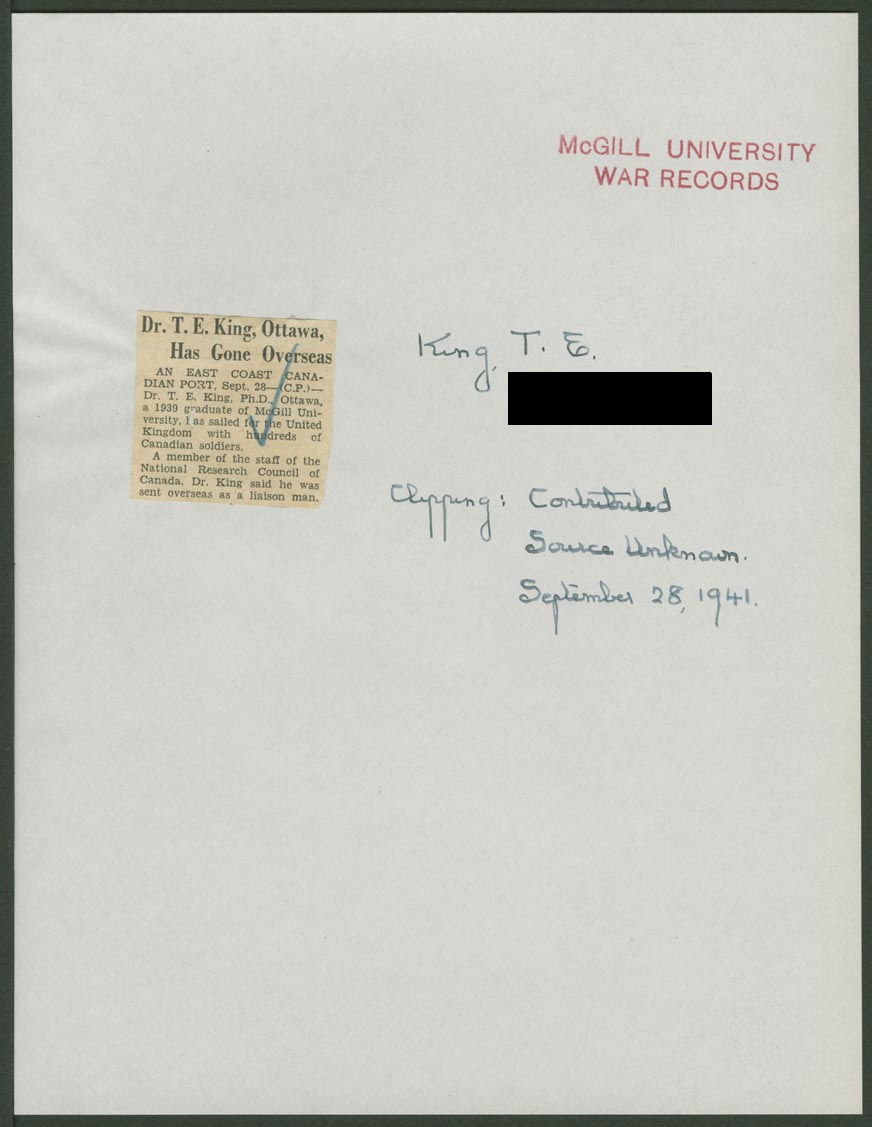 McGILL UNIVERSITY
WAR RECORDS
Dr. T. E. King, Ottawa,
Has Gone Overseas
AN EAST COAST CANA-
DIAN PORT, Sept. 28—(C.P.)—
Dr. T. E. King, Ph.D., Ottawa,
a 1939 graduate of McGill Uni-
versity, has sailed for the United
Kingdom with hundreds of
Canadian soldiers.
A member of the staff of the
National Research Council of
Canada, Dr. King said he was
sent overseas as a liaison man.
King, T. E.
Clipping: Contributed
Source Unknown.
September 28, 1941.